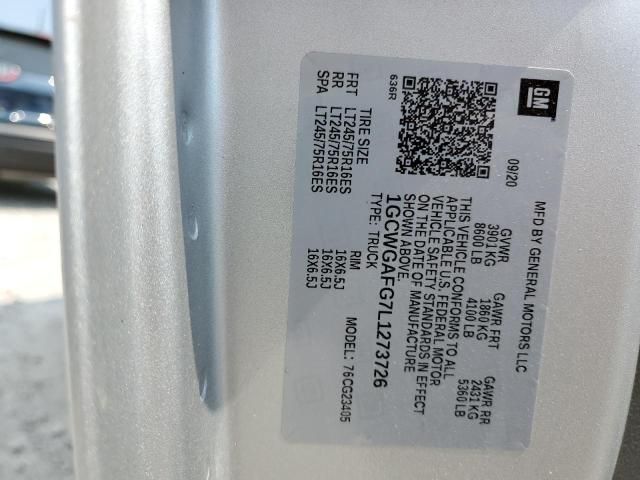 GM
MFD BY GENERAL MOTORS LLC
09/20
GVWR GAWR FRT GAWR RR
3901 KG 1860 KG 2431 KG
8600 LB 4100 LB 5360 LB
THIS VEHICLE CONFORMS TO ALL
APPLICABLE U.S. FEDERAL MOTOR
VEHICLE SAFETY STANDARDS IN EFFECT
ON THE DATE OF MANUFACTURE
SHOWN ABOVE.
1GCWGAFG7L1273726
TYPE: TRUCK MODEL: 76CG23405
636R
TIRE SIZE RIM
FRT LT245/75R16ES 16X6.5J
RR LT245/75R16ES 16X6.5J
SPA LT245/75R16ES 16X6.5J